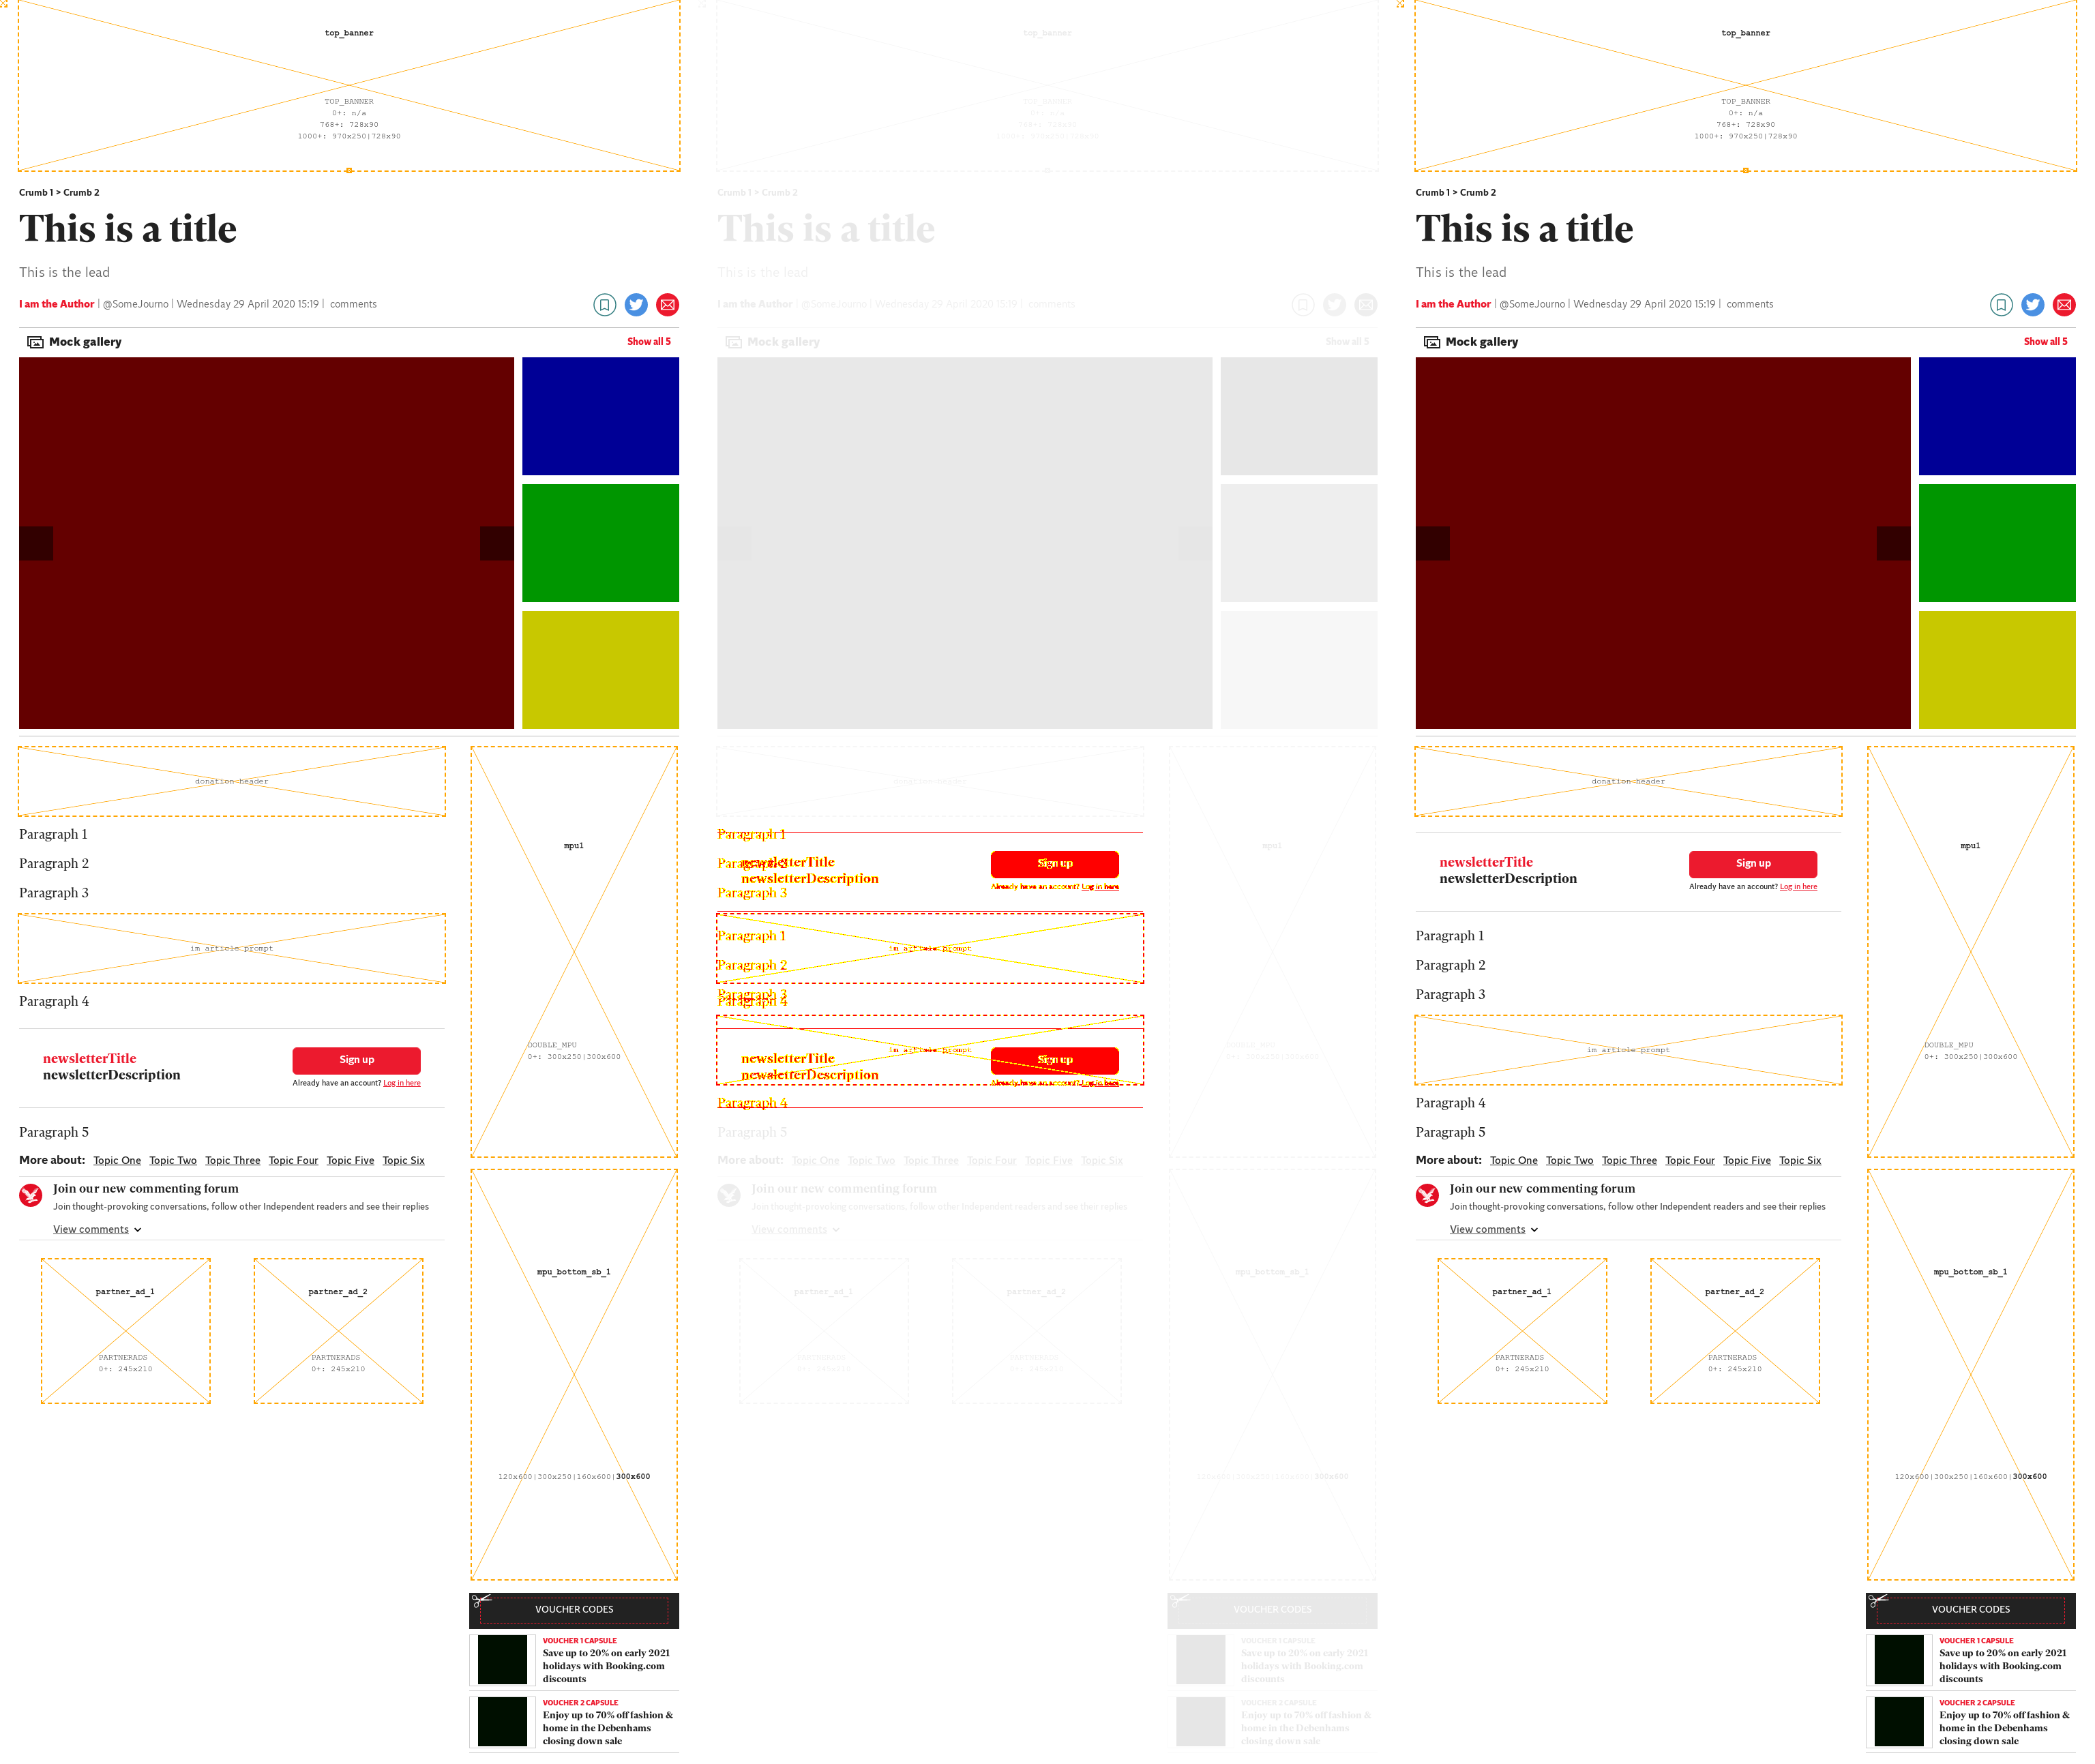 top_banner
TOP_BANNER
0+: n/a
768+: 728x90
1000+: 970x250|728x90
Crumb 1 > Crumb 2
This is a title
This is the lead
I am the Author | @SomeJourno | Wednesday 29 April 2020 15:19 | comments
Mock gallery
Show all 5
donation header
Paragraph 1
Paragraph 2
Paragraph 3
im article prompt
Paragraph 4
newsletterTitle
newsletterDescription
Sign up
Already have an account? Log in here
Paragraph 5
More about: Topic One Topic Two Topic Three Topic Four Topic Five Topic Six
Join our new commenting forum
Join thought-provoking conversations, follow other Independent readers and see their replies
View comments
partner_ad_1
PARTNERADS
0+: 245x210
partner_ad_2
PARTNERADS
0+: 245x210
mpu1
DOUBLE_MPU
0+: 300x250|300x600
mpu_bottom_sb_1
120x600|300x250|160x600|300x600
VOUCHER CODES
VOUCHER 1 CAPSULE
Save up to 20% on early 2021
holidays with Booking.com
discounts
VOUCHER 2 CAPSULE
Enjoy up to 70% off fashion &
home in the Debenhams
closing down sale
top_banner
TOP_BANNER
0+: n/a
768+: 728x90
1000+: 970x250|728x90
Crumb 1 > Crumb 2
This is a title
This is the lead
I am the Author | @SomeJourno | Wednesday 29 April 2020 15:19 | comments
Mock gallery
Show all 5
donation header
Paragraph 1
Paragraph 2
newsletterTitle
newsletterDescription
Sign up
Already have an account? Log in here
Paragraph 3
Paragraph 1
im article prompt
Paragraph 2
Paragraph 3
Paragraph 4
im article prompt
newsletterTitle
newsletterDescription
Sign up
Already have an account? Log in here
Paragraph 4
Paragraph 5
More about: Topic One Topic Two Topic Three Topic Four Topic Five Topic Six
Join our new commenting forum
Join thought-provoking conversations, follow other Independent readers and see their replies
View comments
partner_ad_1
PARTNERADS
0+: 245x210
partner_ad_2
PARTNERADS
0+: 245x210
mpu1
DOUBLE_MPU
0+: 300x250|300x600
mpu_bottom_sb_1
120x600|300x250|160x600|300x600
VOUCHER CODES
VOUCHER 1 CAPSULE
Save up to 20% on early 2021
holidays with Booking.com
discounts
VOUCHER 2 CAPSULE
Enjoy up to 70% off fashion &
home in the Debenhams
closing down sale
top_banner
TOP_BANNER
0+: n/a
768+: 728x90
1000+: 970x250|728x90
Crumb 1 > Crumb 2
This is a title
This is the lead
I am the Author | @SomeJourno | Wednesday 29 April 2020 15:19 | comments
Mock gallery
Show all 5
donation header
newsletterTitle
newsletterDescription
Sign up
Already have an account? Log in here
Paragraph 1
Paragraph 2
Paragraph 3
im article prompt
Paragraph 4
Paragraph 5
More about: Topic One Topic Two Topic Three Topic Four Topic Five Topic Six
Join our new commenting forum
Join thought-provoking conversations, follow other Independent readers and see their replies
View comments
partner_ad_1
PARTNERADS
0+: 245x210
partner_ad_2
PARTNERADS
0+: 245x210
mpu1
DOUBLE_MPU
0+: 300x250|300x600
mpu_bottom_sb_1
120x600|300x250|160x600|300x600
VOUCHER CODES
VOUCHER 1 CAPSULE
Save up to 20% on early 2021
holidays with Booking.com
discounts
VOUCHER 2 CAPSULE
Enjoy up to 70% off fashion &
home in the Debenhams
closing down sale